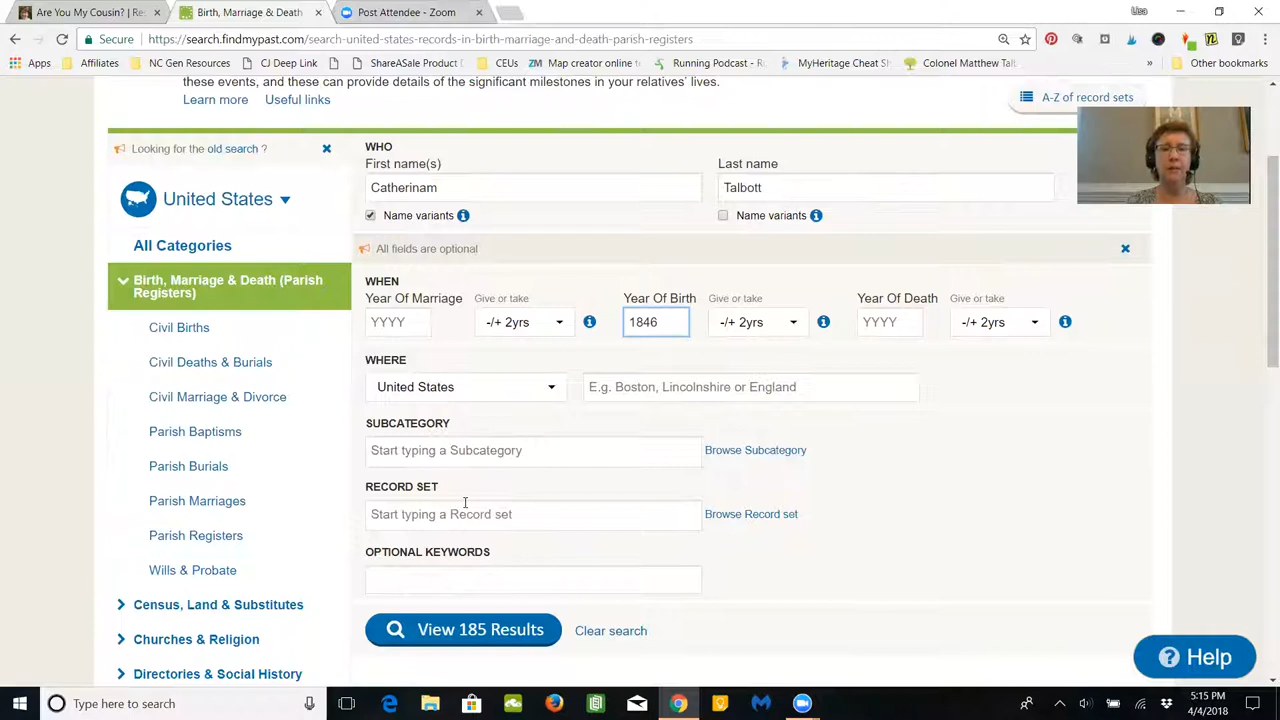 Are You My Cousin? | Re
Birth, Marriage & Death
Post Attendee - Zoom
Lisa
Secure
https://search.findmypast.com/search-united-states-records-in-birth-marriage-and-death-parish-registers
Apps
Affiliates
NC Gen Resources
CJ Deep Link
ShareASale Product D
CEUs
ZM
Map creator online t
Running Podcast - Ru
MyHeritage Cheat S
Colonel Matthew Talb
»
Other bookmarks
these events, and these can provide details of the significant milestones in your relatives' lives.
Learn more
Useful links
A-Z of record sets
Looking for the old search ?
WHO
First name(s)
Last name
Catherinam
Talbott
Name variants
Name variants
United States
All fields are optional
All Categories
Birth, Marriage & Death (Parish
Registers)
WHEN
Year Of Marriage
Give or take
Year Of Birth
Give or take
Year Of Death
Give or take
YYYY
-/+ 2yrs
1846
-/+ 2yrs
YYYY
-/+ 2yrs
Civil Births
Civil Deaths & Burials
Civil Marriage & Divorce
Parish Baptisms
Parish Burials
Parish Marriages
Parish Registers
Wills & Probate
Census, Land & Substitutes
Churches & Religion
Directories & Social History
WHERE
United States
E.g. Boston, Lincolnshire or England
SUBCATEGORY
Start typing a Subcategory
Browse Subcategory
RECORD SET
Start typing a Record set
Browse Record set
OPTIONAL KEYWORDS
View 185 Results
Clear search
Help
Type here to search
5:15 PM
4/4/2018